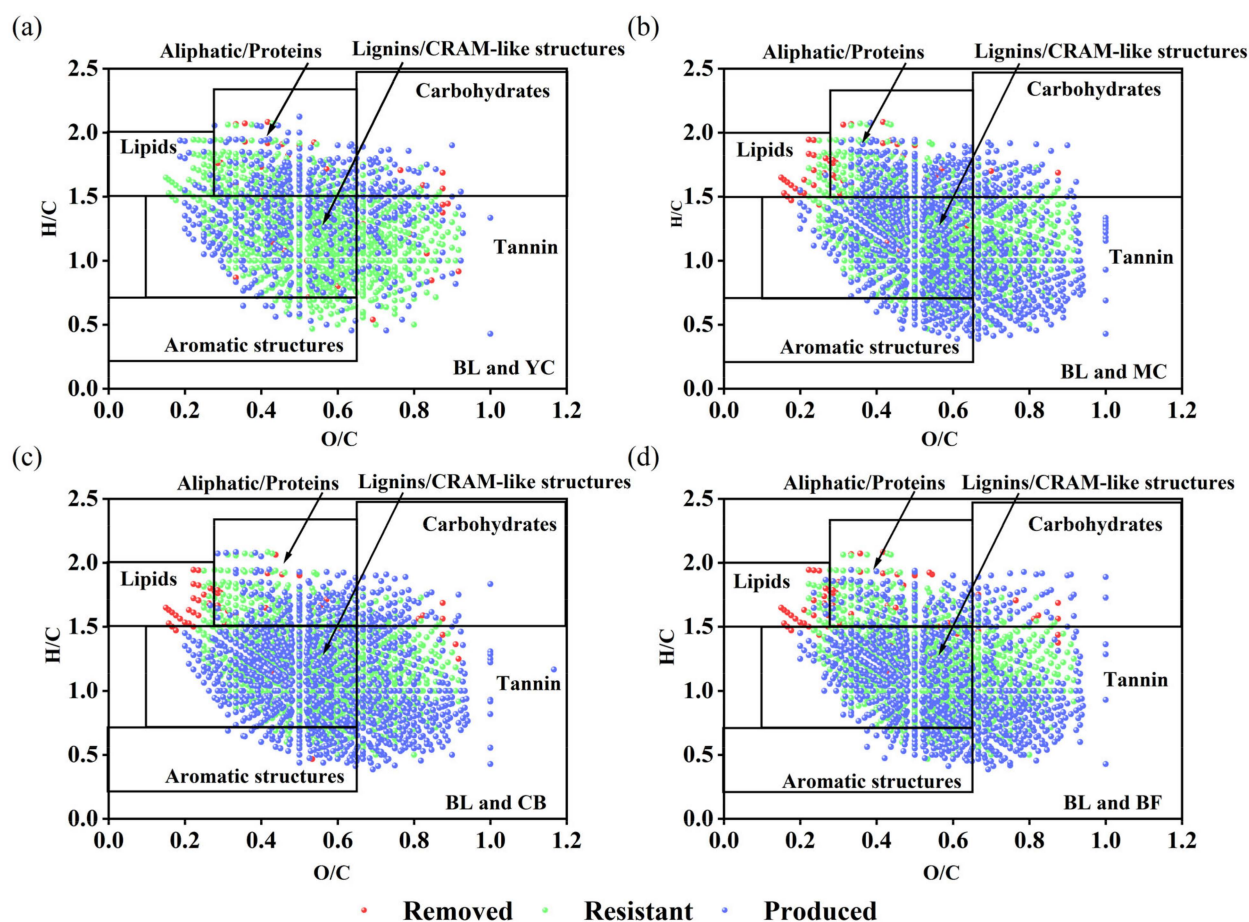 (a)
Aliphatic/Proteins
Lignins/CRAM-like structures
2.5
Carbohydrates
2.0
Lipids
H/C
1.5
1.0
Tannin
0.5
Aromatic structures
BL and YC
0.0
0.0 0.2 0.4 0.6 0.8 1.0 1.2
O/C
(b)
Aliphatic/Proteins
Lignins/CRAM-like structures
2.5
Carbohydrates
2.0
Lipids
H/C
1.5
1.0
Tannin
0.5
Aromatic structures
BL and MC
0.0
0.0 0.2 0.4 0.6 0.8 1.0 1.2
O/C
(c)
Aliphatic/Proteins
Lignins/CRAM-like structures
2.5
Carbohydrates
2.0
Lipids
H/C
1.5
1.0
Tannin
0.5
Aromatic structures
BL and CB
0.0
0.0 0.2 0.4 0.6 0.8 1.0 1.2
O/C
(d)
Aliphatic/Proteins
Lignins/CRAM-like structures
2.5
Carbohydrates
2.0
Lipids
H/C
1.5
1.0
Tannin
0.5
Aromatic structures
BL and BF
0.0
0.0 0.2 0.4 0.6 0.8 1.0 1.2
O/C
Removed Resistant Produced